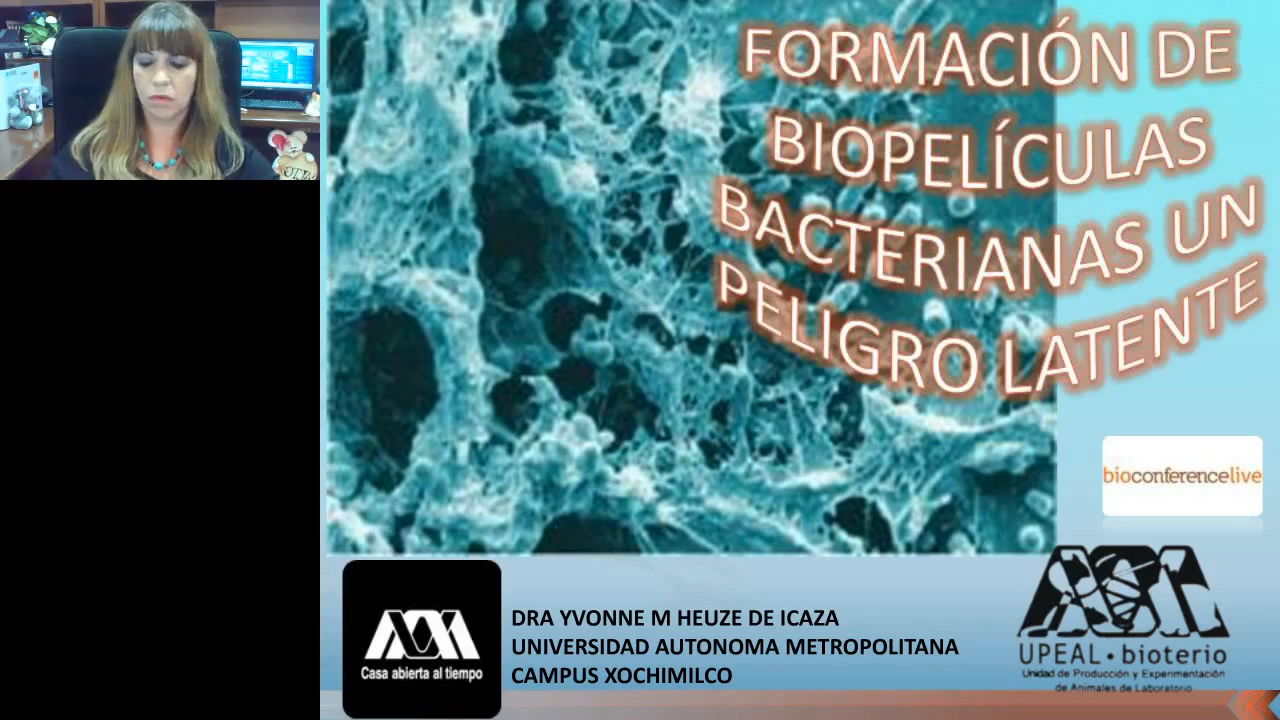 FORMACIÓN DE
BIOPELÍCULAS
BACTERIANAS UN
PELIGRO LATENTE
bioconferencelive
Casa abierta al tiempo
DRA YVONNE M HEUZE DE ICAZA
UNIVERSIDAD AUTONOMA METROPOLITANA
CAMPUS XOCHIMILCO
UPEAL • bioterio
Unidad de Producción y Experimentación
de Animales de Laboratorio